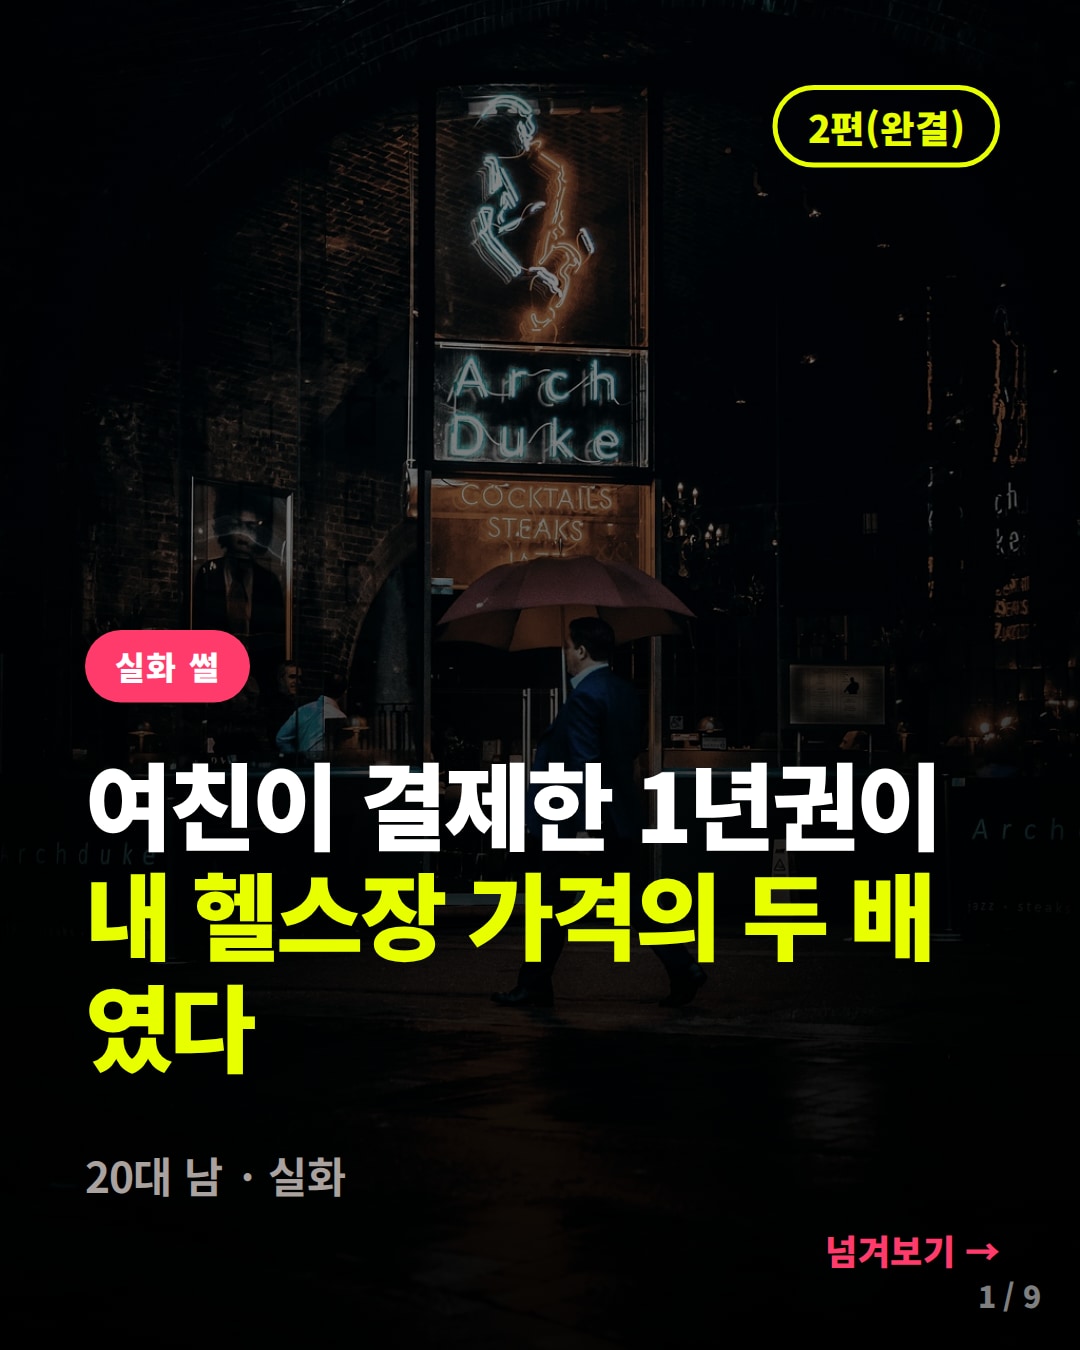 2편(완결)
Arch
Duke
COCKTAILS
STEAKS
실화 썰
여친이 결제한 1년권이
내 헬스장 가격의 두 배
였다
Arch
archduke
20대 남 · 실화
넘겨보기 →
1 / 9